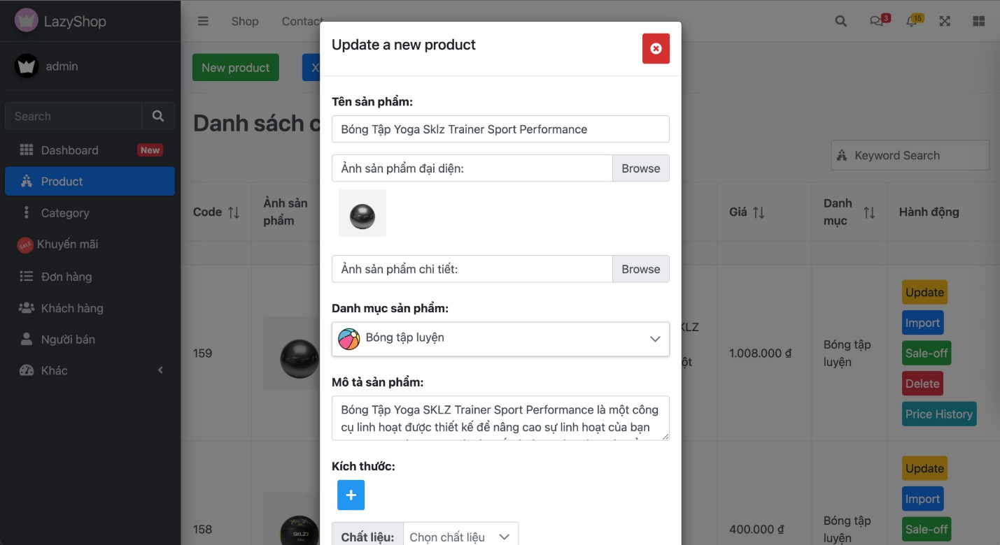 LazyShop
admin
Search
Dashboard
New
Product
Category
SALE
Khuyến mãi
Đơn hàng
Khách hàng
Người bán
Khác
Shop
Contact
3
15
New product
X
Danh sách c
Keyword Search
Code
Ảnh sản
phẩm
Giá
Danh
mục
Hành động
159
KLZ
ột
1.008.000 ₫
Bóng tập
luyện
Update
Import
Sale-off
Delete
Price History
158
SKLZ
400.000 ₫
Bóng tập
luyện
Update
Import
Sale-off
Update a new product
Tên sản phẩm:
Bóng Tập Yoga Sklz Trainer Sport Performance
Ảnh sản phẩm đại diện:
Browse
Ảnh sản phẩm chi tiết:
Browse
Danh mục sản phẩm:
Bóng tập luyện
Mô tả sản phẩm:
Bóng Tập Yoga SKLZ Trainer Sport Performance là một công
cụ linh hoạt được thiết kế để nâng cao sự linh hoạt của bạn
Kích thước:
Chất liệu:
Chọn chất liệu